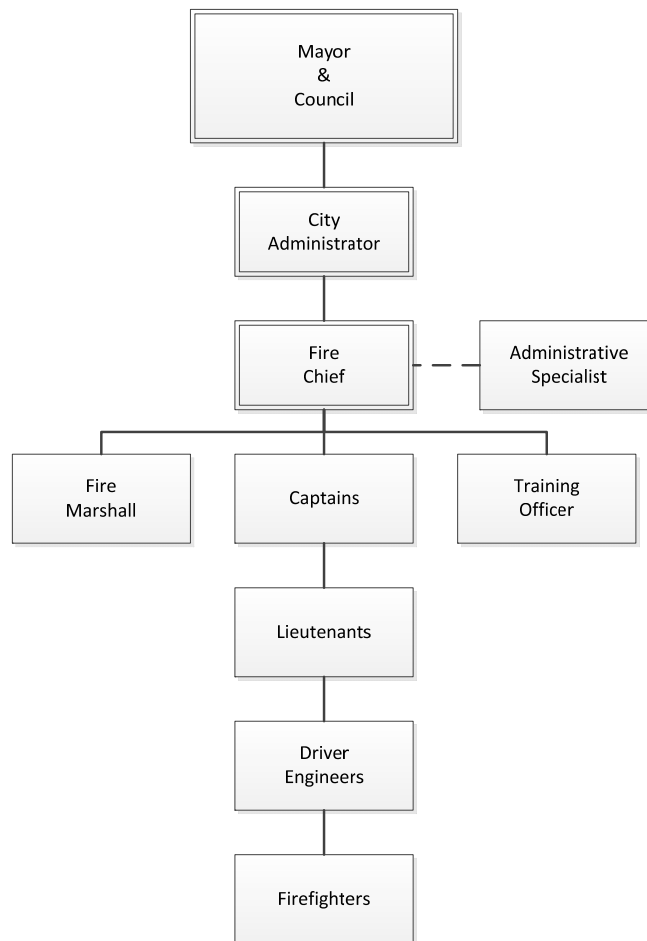 Mayor
&
Council
City
Administrator
Fire
Chief
Administrative
Specialist
Fire
Marshall
Captains
Training
Officer
Lieutenants
Driver
Engineers
Firefighters